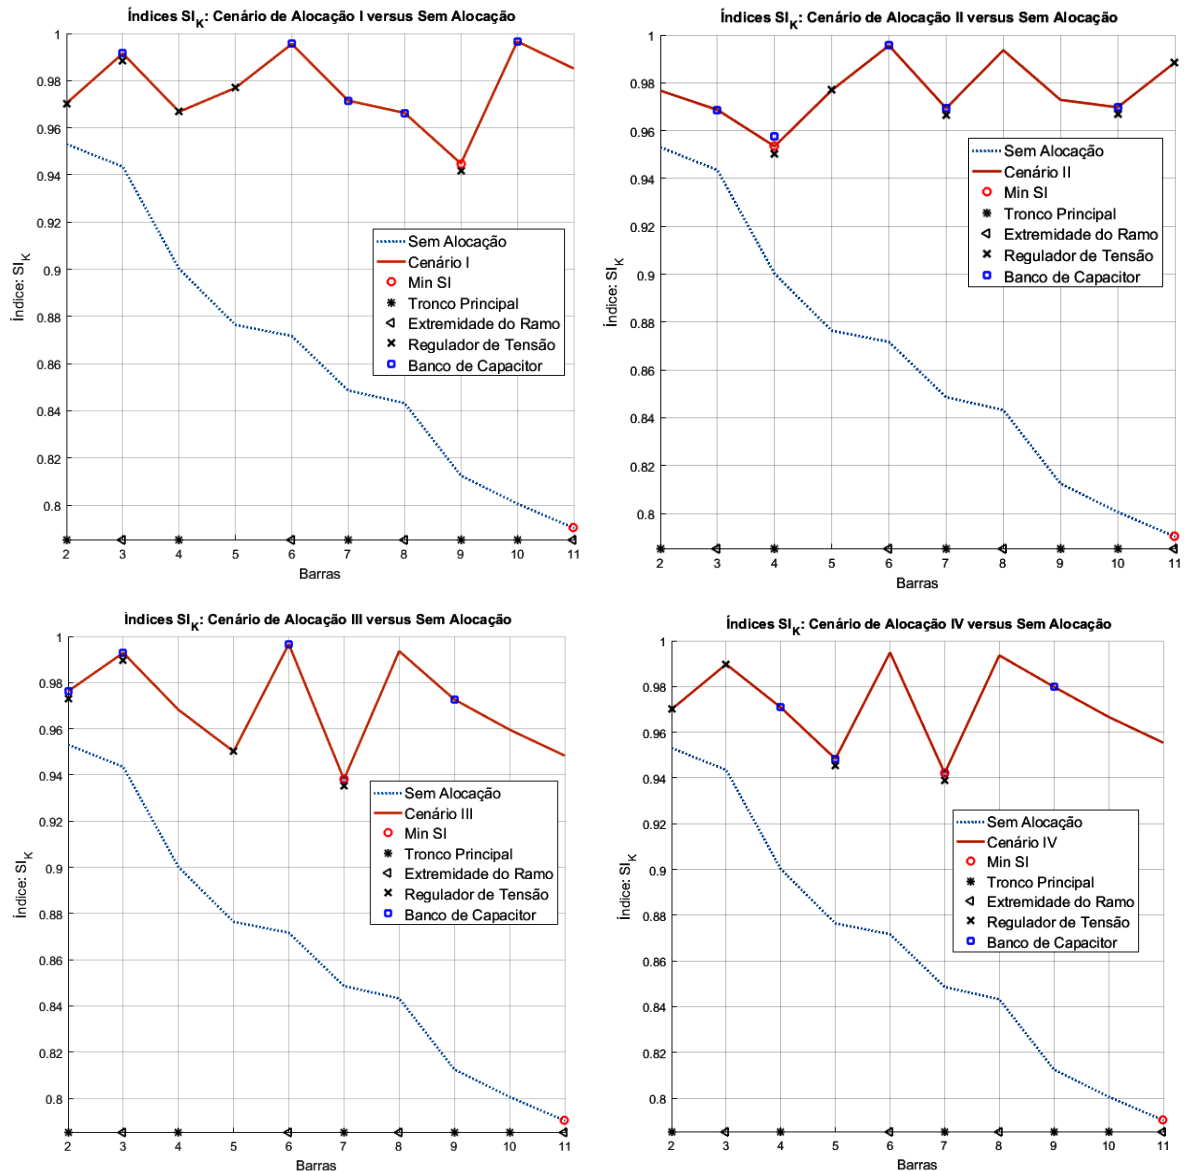 Índices SI_K: Cenário de Alocação I versus Sem Alocação
1
0.98
0.96
0.94
0.92
0.9
0.88
0.86
0.84
0.82
0.8
Índice: SI_K
Sem Alocação
Cenário I
Min SI
Tronco Principal
Extremidade do Ramo
Regulador de Tensão
Banco de Capacitor
2 3 4 5 6 7 8 9 10 11
Barras
Índices SI_K: Cenário de Alocação II versus Sem Alocação
1
0.98
0.96
0.94
0.92
0.9
0.88
0.86
0.84
0.82
0.8
Índice: SI_K
Sem Alocação
Cenário II
Min SI
Tronco Principal
Extremidade do Ramo
Regulador de Tensão
Banco de Capacitor
2 3 4 5 6 7 8 9 10 11
Barras
Índices SI_K: Cenário de Alocação III versus Sem Alocação
1
0.98
0.96
0.94
0.92
0.9
0.88
0.86
0.84
0.82
0.8
Índice: SI_K
Sem Alocação
Cenário III
Min SI
Tronco Principal
Extremidade do Ramo
Regulador de Tensão
Banco de Capacitor
2 3 4 5 6 7 8 9 10 11
Barras
Índices SI_K: Cenário de Alocação IV versus Sem Alocação
1
0.98
0.96
0.94
0.92
0.9
0.88
0.86
0.84
0.82
0.8
Índice: SI_K
Sem Alocação
Cenário IV
Min SI
Tronco Principal
Extremidade do Ramo
Regulador de Tensão
Banco de Capacitor
2 3 4 5 6 7 8 9 10 11
Barras